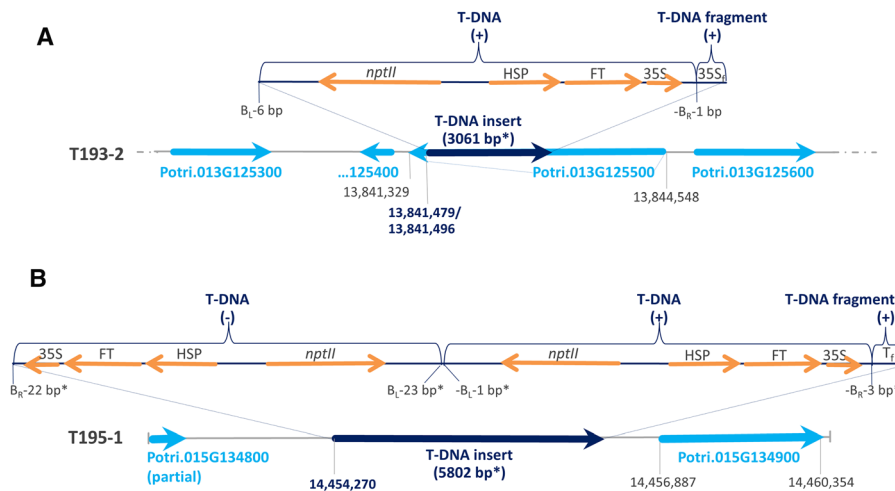 A
T-DNA
(+)
T-DNA fragment
(+)
nptII
HSP
FT
35S
35Sf
BL-6 bp
-BR-1 bp
T-DNA insert
(3061 bp*)
T193-2
Potri.013G125300
...125400
Potri.013G125500
Potri.013G125600
13,841,329
13,844,548
13,841,479/
13,841,496
B
T-DNA
(-)
T-DNA
(+)
T-DNA fragment
(+)
35S
FT
HSP
nptII
nptII
HSP
FT
35S
Tf
BR-22 bp*
BL-23 bp*
-BL-1 bp*
-BR-3 bp*
T195-1
Potri.015G134800
(partial)
T-DNA insert
(5802 bp*)
Potri.015G134900
14,454,270
14,456,887
14,460,354